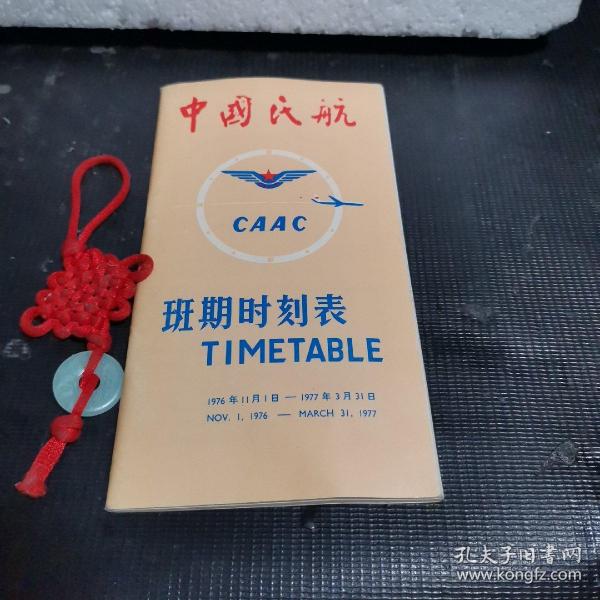 中國民航
CAAC
班期时刻表
TIMETABLE
1976年11月1日 — 1977年3月31日
NOV. 1, 1976 — MARCH 31, 1977
孔夫子旧书网
www.kongfz.com